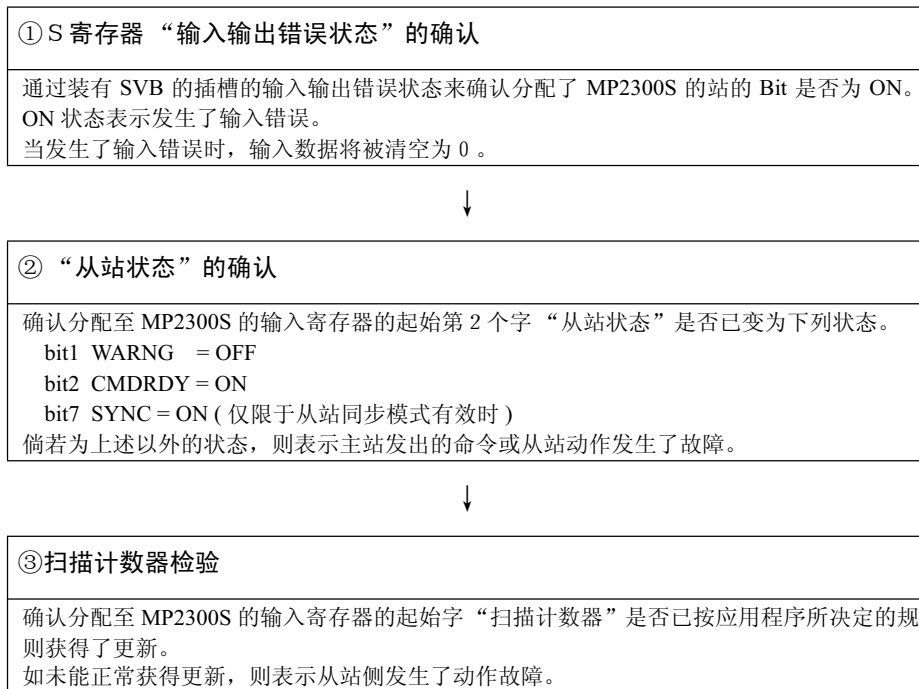 ①S 寄存器 “输入输出错误状态”的确认
通过装有 SVB 的插槽的输入输出错误状态来确认分配了 MP2300S 的站的 Bit 是否为 ON。
ON 状态表示发生了输入错误。
当发生了输入错误时，输入数据将被清空为 0 。
↓
② “从站状态”的确认
确认分配至 MP2300S 的输入寄存器的起始第 2 个字 “从站状态”是否已变为下列状态。
bit1 WARNG = OFF
bit2 CMDRDY = ON
bit7 SYNC = ON ( 仅限于从站同步模式有效时 )
倘若为上述以外的状态，则表示主站发出的命令或从站动作发生了故障。
↓
③扫描计数器检验
确认分配至 MP2300S 的输入寄存器的起始字 “扫描计数器”是否已按应用程序所决定的规
则获得了更新。
如未能正常获得更新，则表示从站侧发生了动作故障。